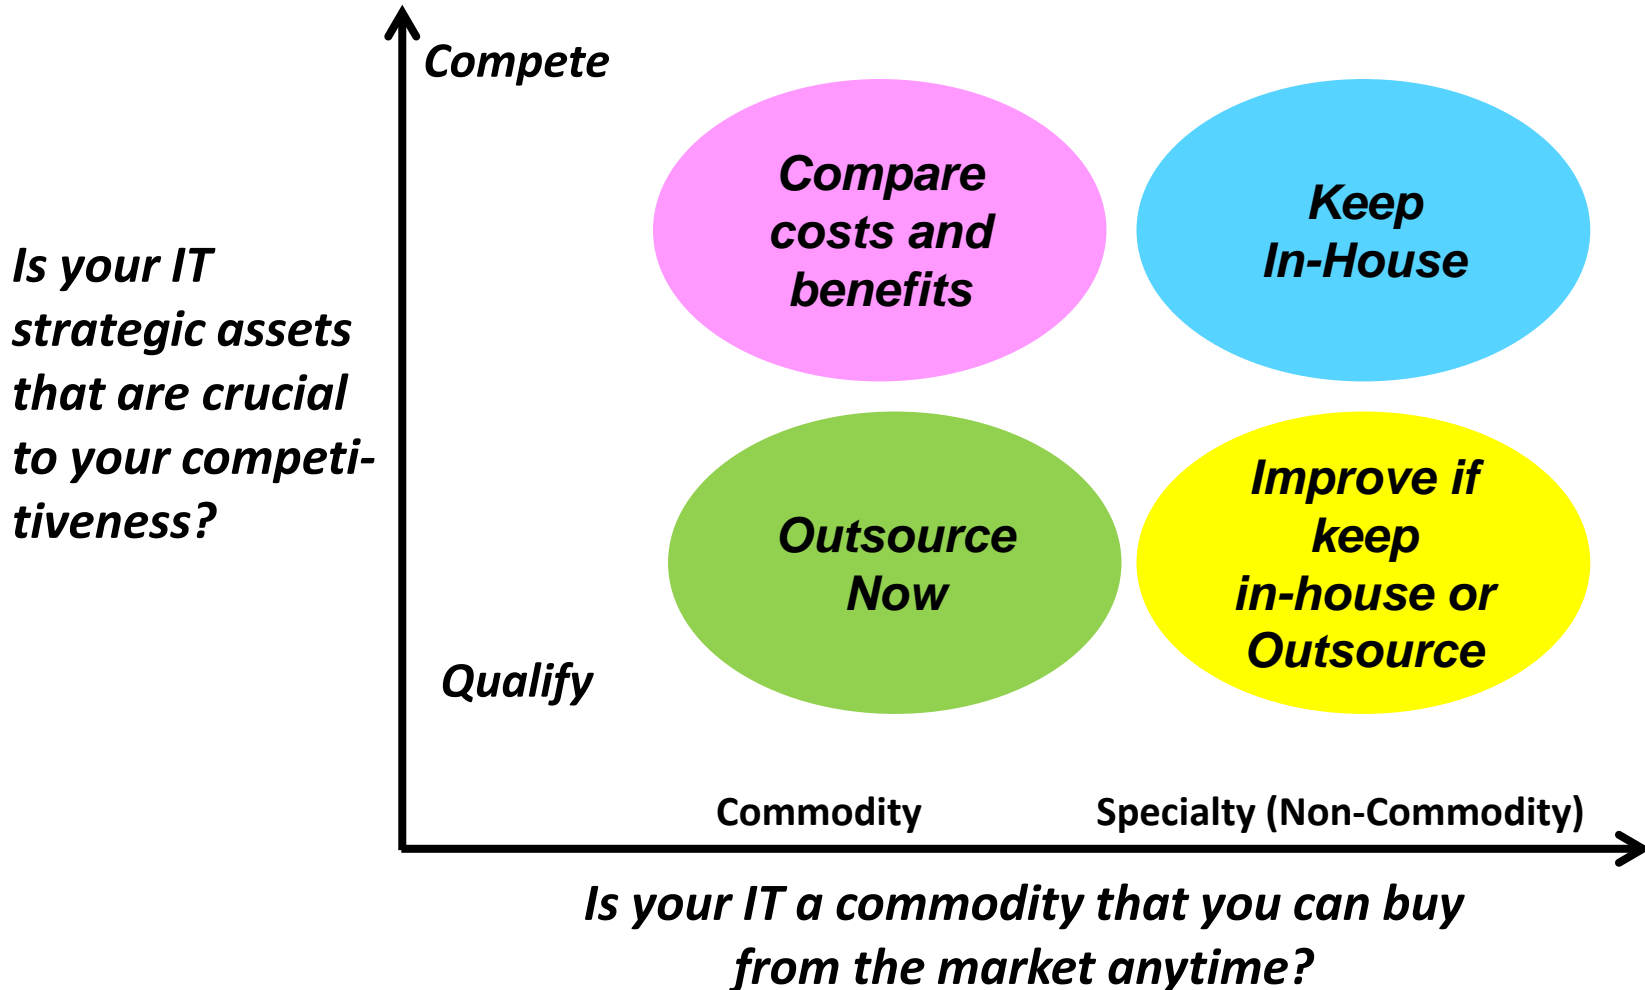 Compete
Compare
costs and
benefits
Keep
In-House
Is your IT
strategic assets
that are crucial
to your competi-
tiveness?
Outsource
Now
Improve if
keep
in-house or
Outsource
Qualify
Commodity
Specialty (Non-Commodity)
Is your IT a commodity that you can buy
from the market anytime?